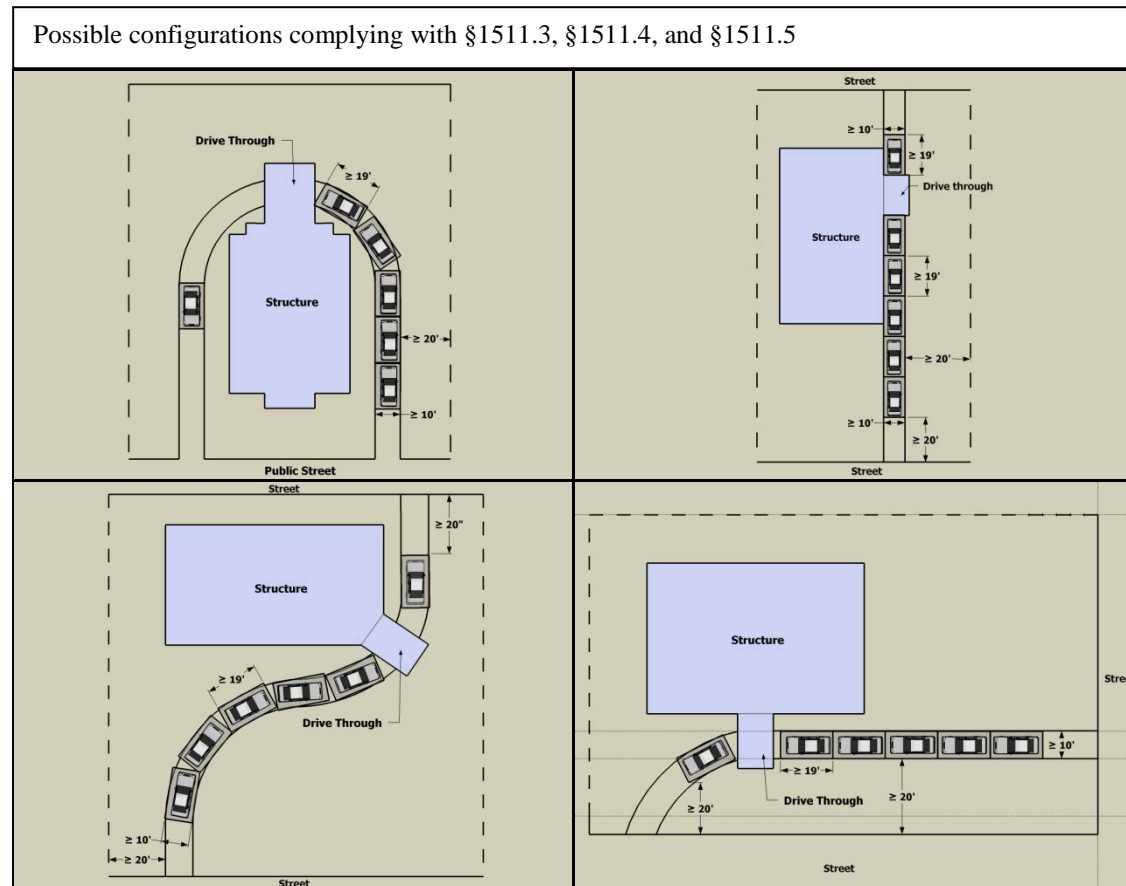 Possible configurations complying with §1511.3, §1511.4, and §1511.5
Drive Through
≥ 19'
Structure
≥ 20'
≥ 10'
Public Street
Street
≥ 10'
≥ 19'
Drive through
Structure
≥ 19'
≥ 20'
≥ 10'
≥ 20'
Street
Street
≥ 20"
Structure
≥ 19'
Drive Through
≥ 10'
≥ 20'
Street
Structure
Stree
≥ 10'
≥ 19'
Drive Through
≥ 20'
≥ 20'
Street